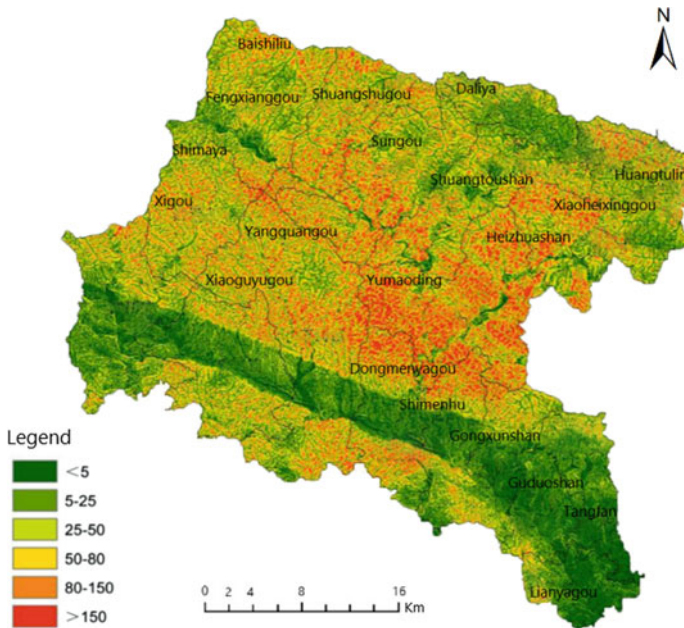 N
Baishiliu
Fengxianggou
Shuangshugou
Daliya
Shimaya
Sungou
Shuangtoushan
Huangtulin
Xigou
Xiaoheixinggou
Yangquangou
Heizhuashan
Xiaoguyugou
Yumaoding
Dongmerwagou
Shimenhu
Gongxunshan
Guduoshan
Tangfan
Lianyagou
Legend
<5
5-25
25-50
50-80
80-150
>150
0 2 4 8 16
Km